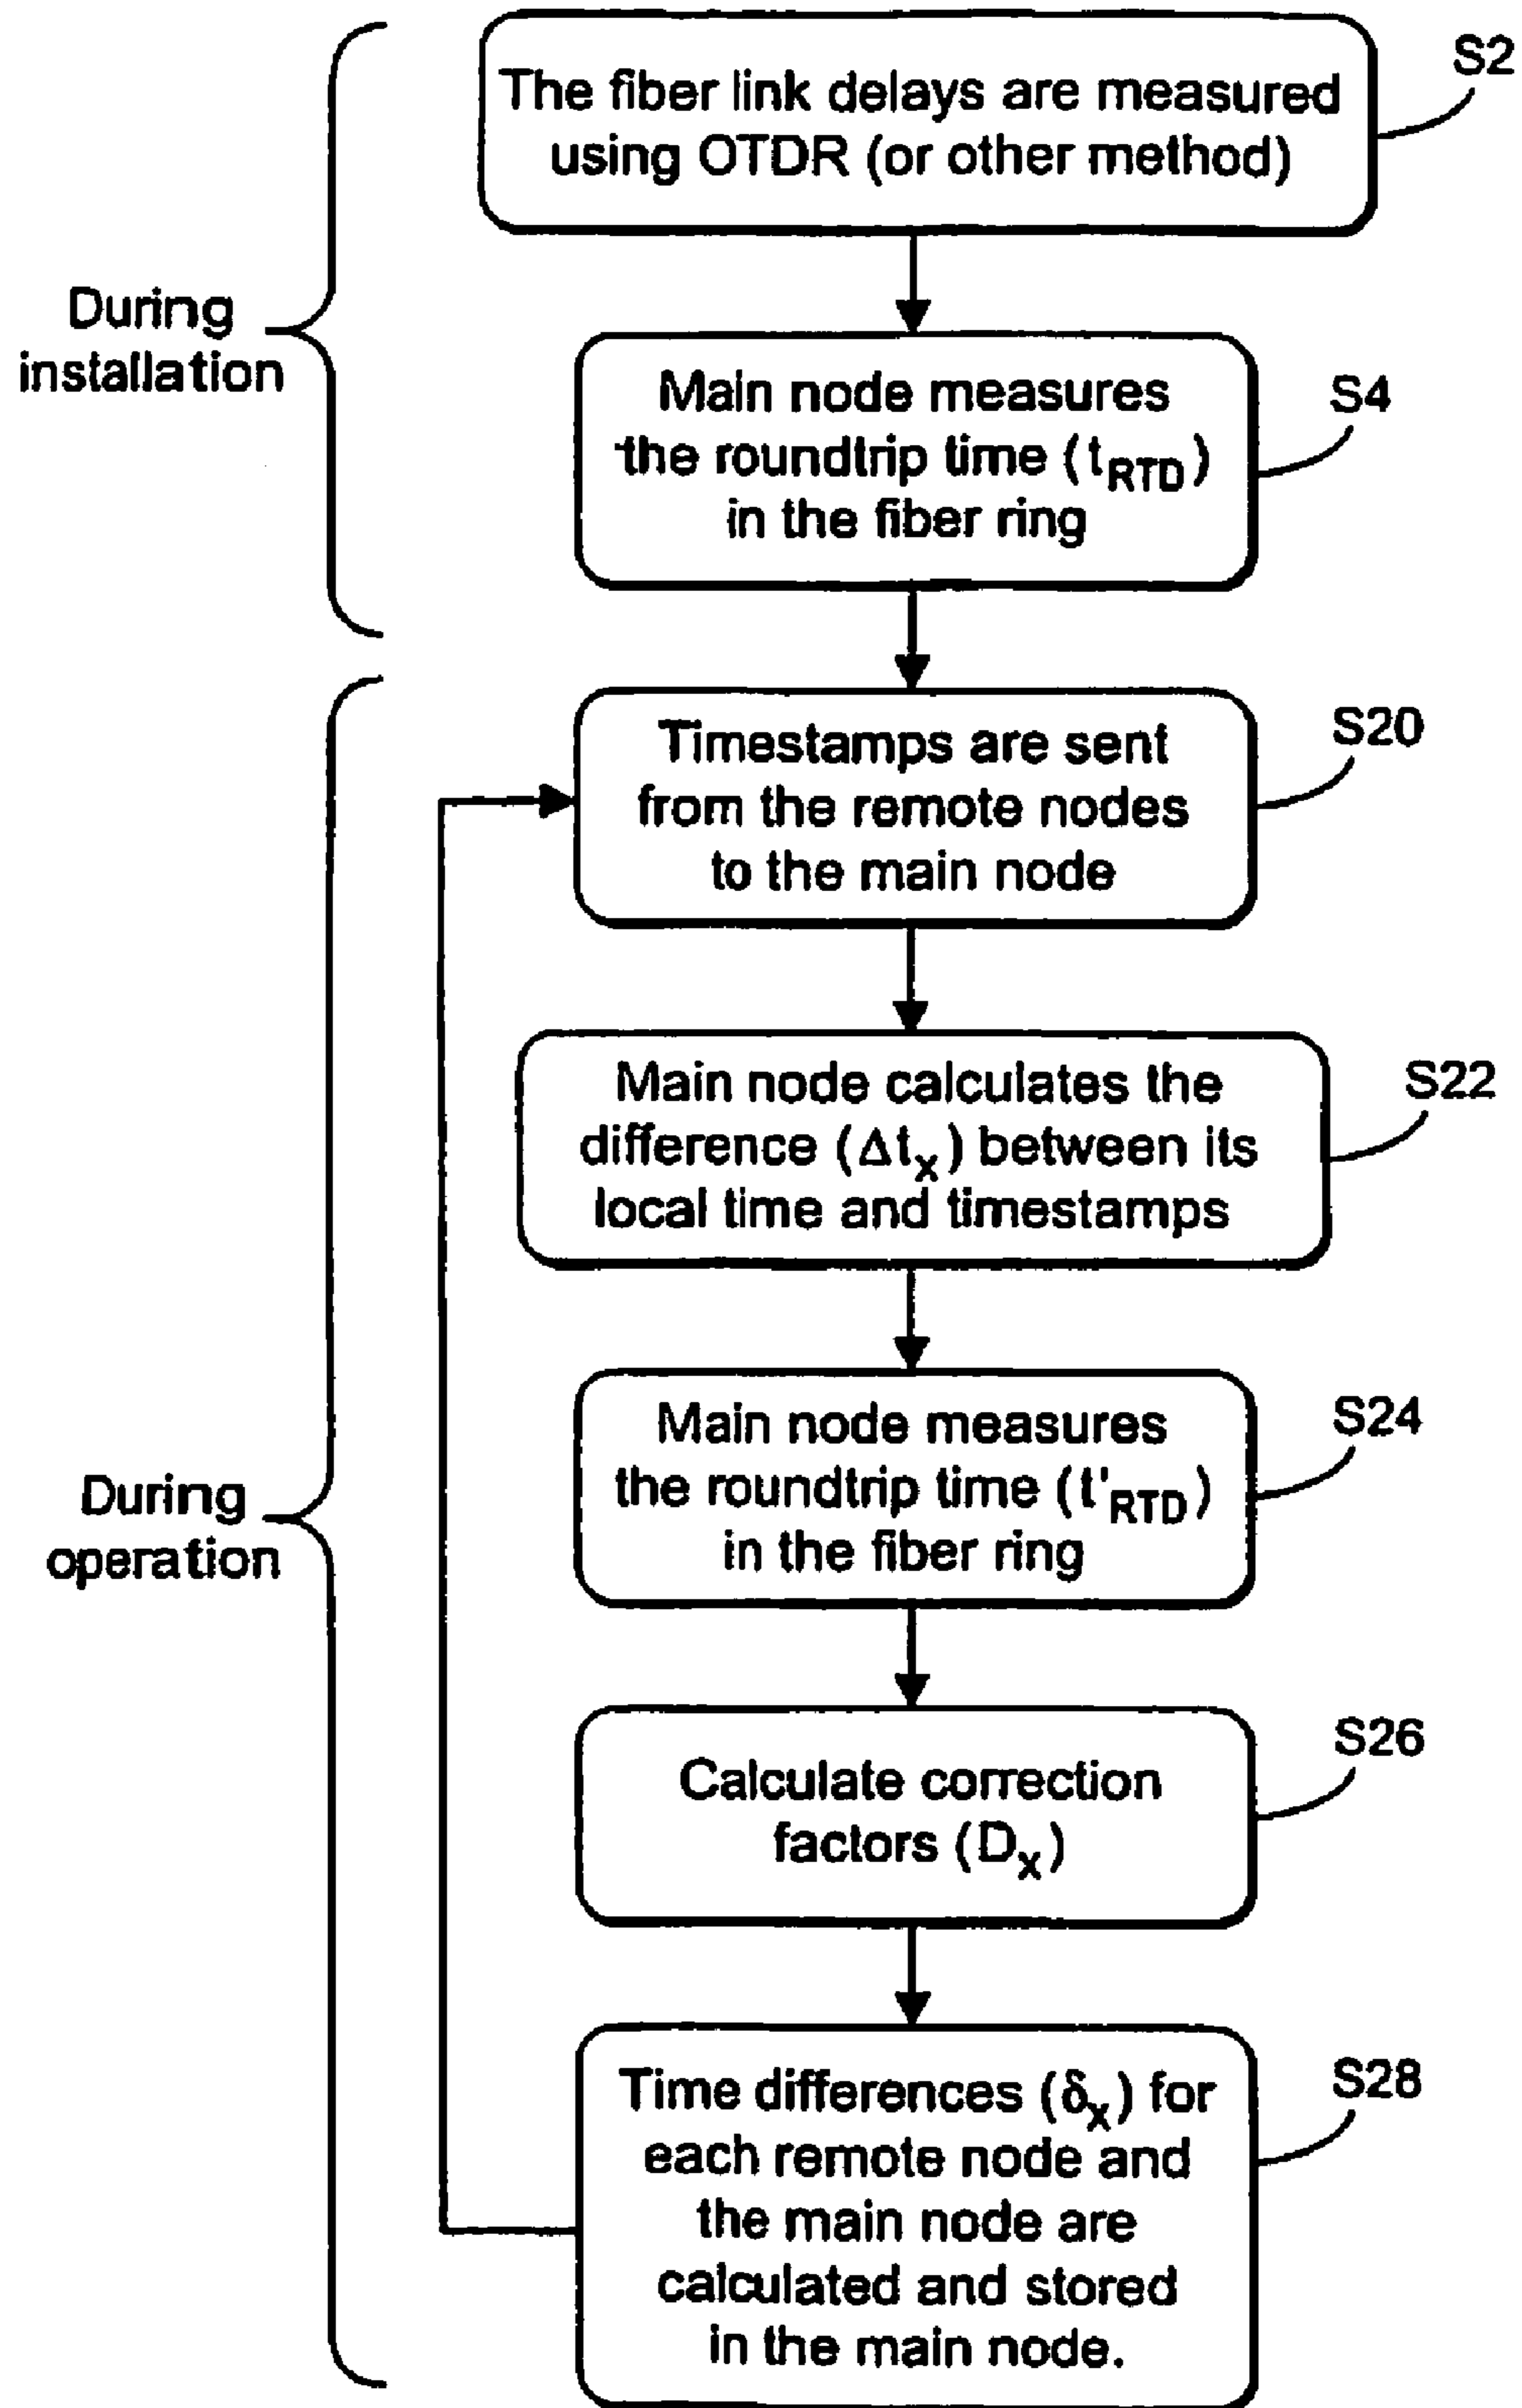 The fiber link delays are measured
using OTDR (or other method)
S2
During
installation
Main node measures
the roundtrip time (tRTD)
in the fiber ring
S4
Timestamps are sent
from the remote nodes
to the main node
S20
Main node calculates the
difference (Δtx) between its
local time and timestamps
S22
During
operation
Main node measures
the roundtrip time (t'RTD)
in the fiber ring
S24
Calculate correction
factors (Dx)
S26
Time differences (δx) for
each remote node and
the main node are
calculated and stored
in the main node.
S28